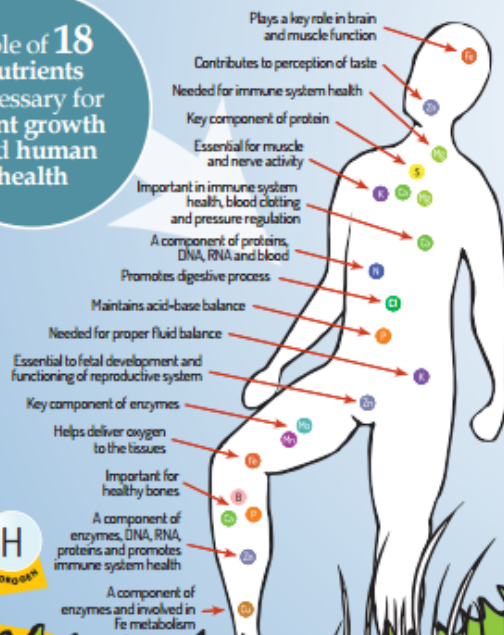 le of 18
utrients
essary for
nt growth
d human
health
Plays a key role in brain
and muscle function
Fe
Contributes to perception of taste
Zn
Needed for immune system health
Mg
Key component of protein
S
Essential for muscle
and nerve activity
K Ca Mg
Important in immune system
health, blood clotting
and pressure regulation
Ca
A component of proteins,
DNA, RNA and blood
N
Promotes digestive process
Cl
Maintains acid-base balance
P
Needed for proper fluid balance
K
Essential to fetal development and
functioning of reproductive system
Zn
Key component of enzymes
Mo
Mn
Helps deliver oxygen
to the tissues
Fe
Important for
healthy bones
B
Ca P
A component of
enzymes, DNA, RNA,
proteins and promotes
immune system health
Zn
A component of
enzymes and involved in
Fe metabolism
Cu
H
DROGEN